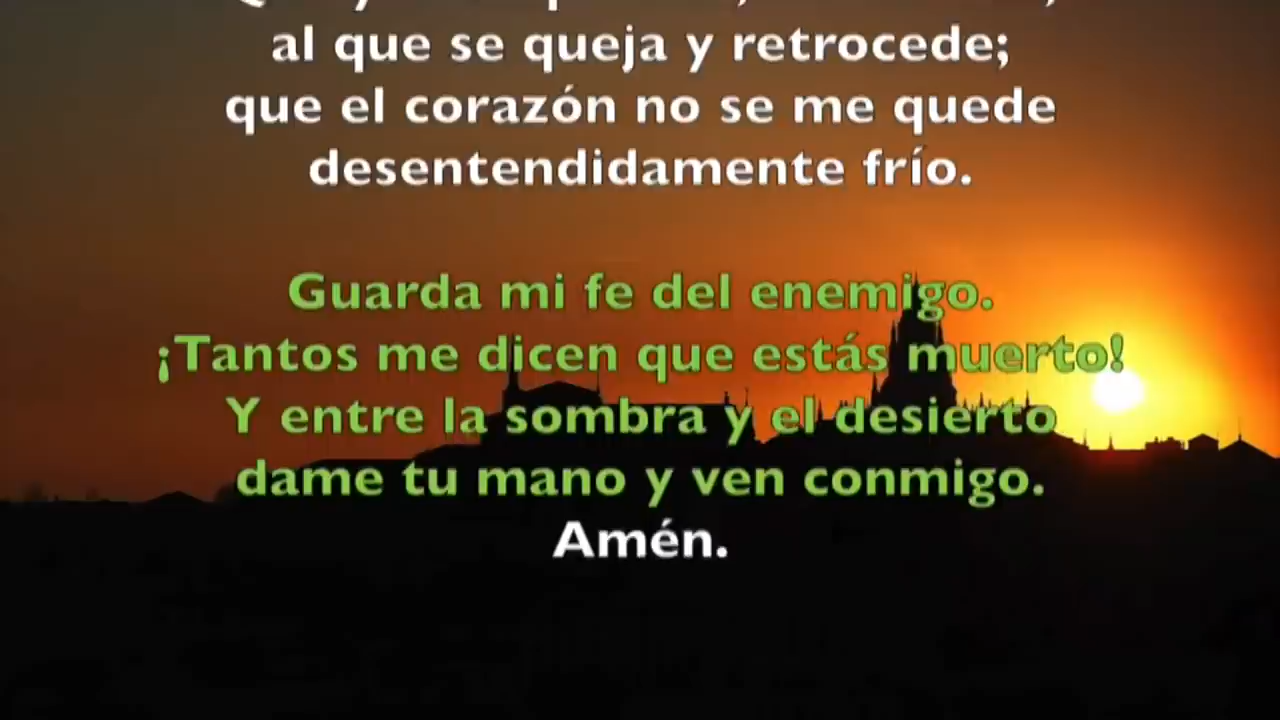 al que se queja y retrocede;
que el corazón no se me quede
desentendidamente frío.
Guarda mi fe del enemigo.
¡Tantos me dicen que estás muerto!
Y entre la sombra y el desierto
dame tu mano y ven conmigo.
Amén.